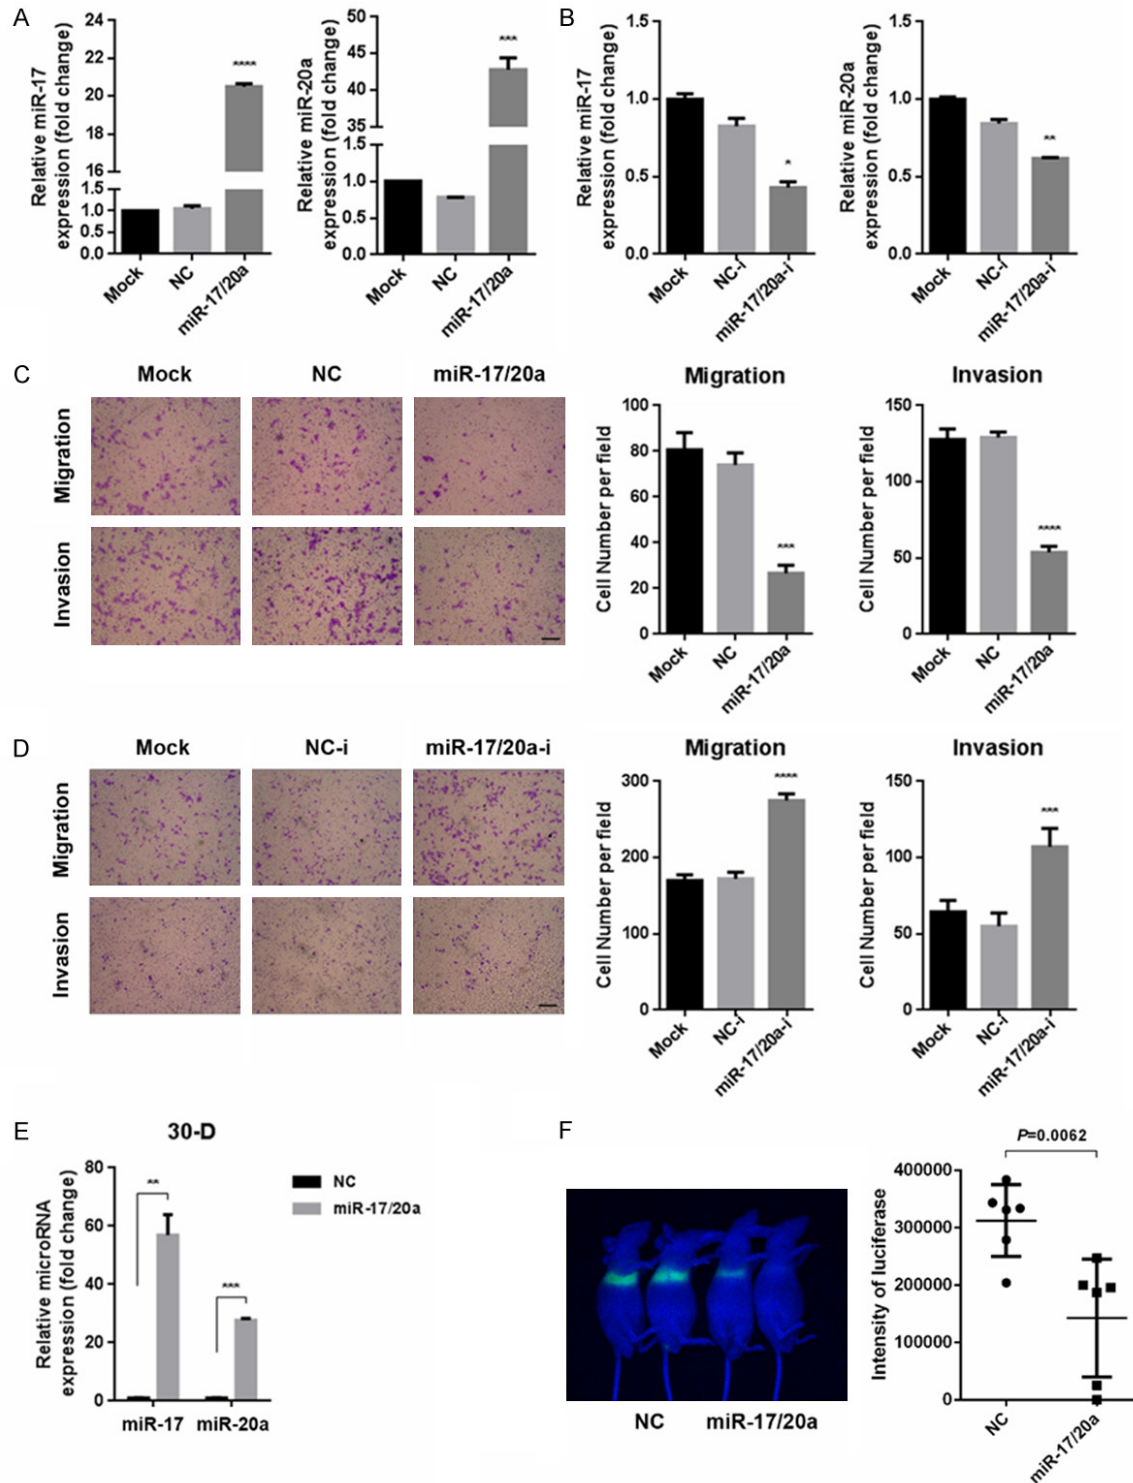 A
Relative miR-17
expression (fold change)
24
22
20
18
16
1.5
1.0
0.5
0.0
Mock
NC
miR-17/20a
****
Relative miR-20a
expression (fold change)
50
45
40
35
1.5
1.0
0.5
0.0
Mock
NC
miR-17/20a
***
B
Relative miR-17
expression (fold change)
1.5
1.0
0.5
0.0
Mock
NC-i
miR-17/20a-i
*
Relative miR-20a
expression (fold change)
1.5
1.0
0.5
0.0
Mock
NC-i
miR-17/20a-i
**
C
Mock
NC
miR-17/20a
Migration
Invasion
Migration
Cell Number per field
100
80
60
40
20
0
Mock
NC
miR-17/20a
***
Invasion
Cell Number per field
150
100
50
0
Mock
NC
miR-17/20a
****
D
Mock
NC-i
miR-17/20a-i
Migration
Invasion
Migration
Cell Number per field
300
200
100
0
Mock
NC-i
miR-17/20a-i
****
Invasion
Cell Number per field
150
100
50
0
Mock
NC-i
miR-17/20a-i
***
E
30-D
Relative microRNA
expression (fold change)
80
60
40
20
0
**
***
miR-17
miR-20a
NC
miR-17/20a
F
NC
miR-17/20a
P=0.0062
Intensity of luciferase
400000
300000
200000
100000
0
NC
miR-17/20a